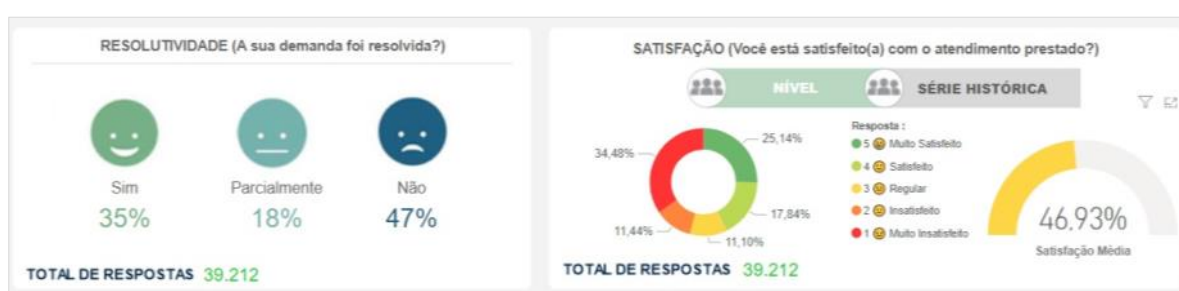 RESOLUTIVIDADE (A sua demanda foi resolvida?)
Sim
Parcialmente
Não
35%
18%
47%
TOTAL DE RESPOSTAS 39.212
SATISFAÇÃO (Você está satisfeito(a) com o atendimento prestado?)
NÍVEL
SÉRIE HISTÓRICA
34,48%
25,14%
17,84%
11,10%
11,44%
Resposta :
5 Muito Satisfeito
4 Satisfeito
3 Regular
2 Insatisfeito
1 Muito Insatisfeito
46,93%
Satisfação Média
TOTAL DE RESPOSTAS 39.212